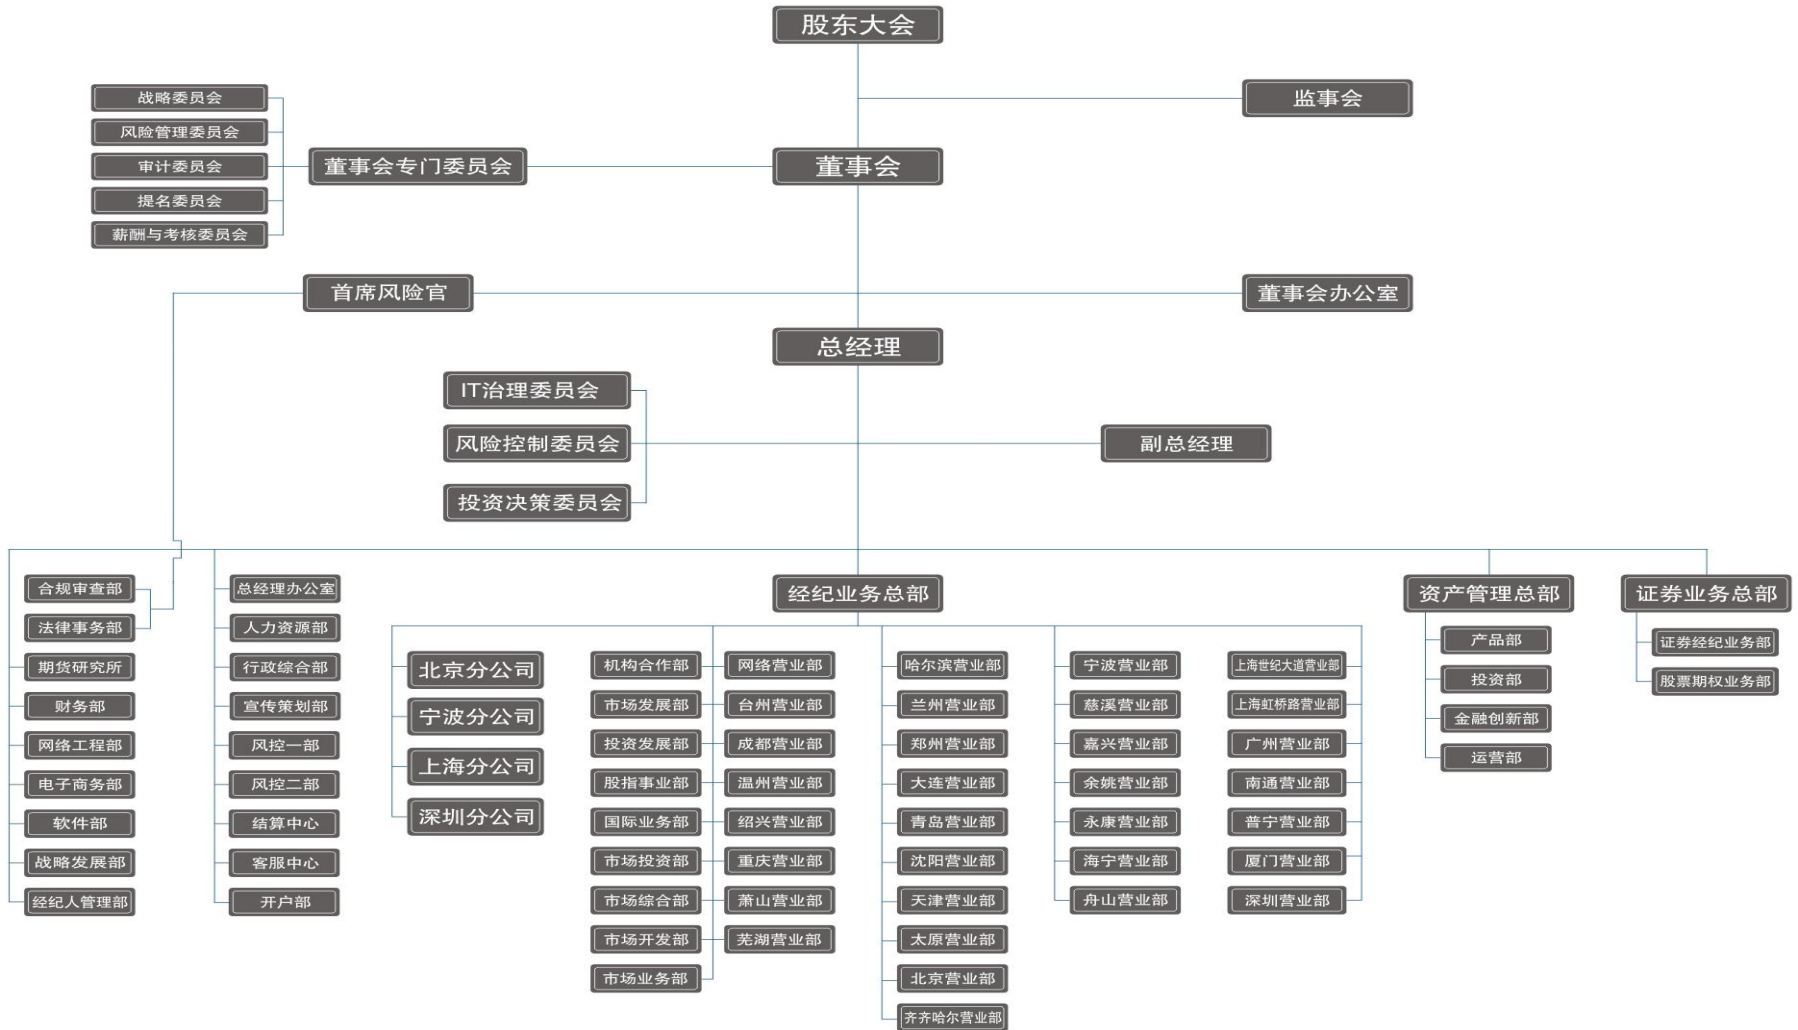 股东大会
监事会
战略委员会
风险管理委员会
审计委员会
提名委员会
薪酬与考核委员会
董事会专门委员会
董事会
首席风险官
董事会办公室
总经理
IT治理委员会
风险控制委员会
投资决策委员会
副总经理
合规审查部
法律事务部
期货研究所
财务部
网络工程部
电子商务部
软件部
战略发展部
经纪人管理部
总经理办公室
人力资源部
行政综合部
宣传策划部
风控一部
风控二部
结算中心
客服中心
开户部
经纪业务总部
北京分公司
宁波分公司
上海分公司
深圳分公司
机构合作部
市场发展部
投资发展部
股指事业部
国际业务部
市场投资部
市场综合部
市场开发部
市场业务部
网络营业部
台州营业部
成都营业部
温州营业部
绍兴营业部
重庆营业部
萧山营业部
芜湖营业部
哈尔滨营业部
兰州营业部
郑州营业部
大连营业部
青岛营业部
沈阳营业部
天津营业部
太原营业部
北京营业部
齐齐哈尔营业部
宁波营业部
慈溪营业部
嘉兴营业部
余姚营业部
永康营业部
海宁营业部
舟山营业部
上海世纪大道营业部
上海虹桥路营业部
广州营业部
南通营业部
普宁营业部
厦门营业部
深圳营业部
资产管理总部
产品部
投资部
金融创新部
运营部
证券业务总部
证券经纪业务部
股票期权业务部